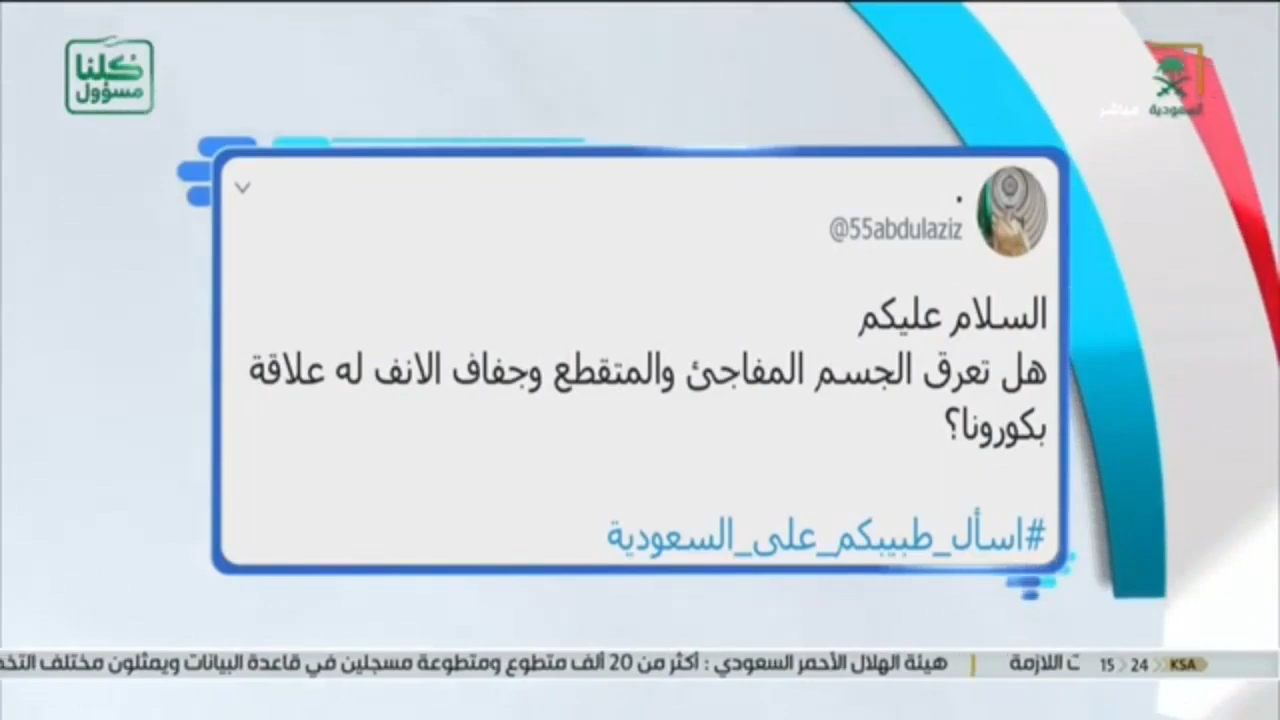 كلنا
مسؤول
السعودية
مباشر
.
@55abdulaziz
السلام عليكم
هل تعرق الجسم المفاجئ والمتقطع وجفاف الانف له علاقة
بكورونا؟
#اسأل_طبيبكم_على_السعودية
KSA 24 15 ت اللازمة | هيئة الهلال الأحمر السعودي : أكثر من 20 ألف متطوع ومتطوعة مسجلين في قاعدة البيانات ويمثلون مختلف